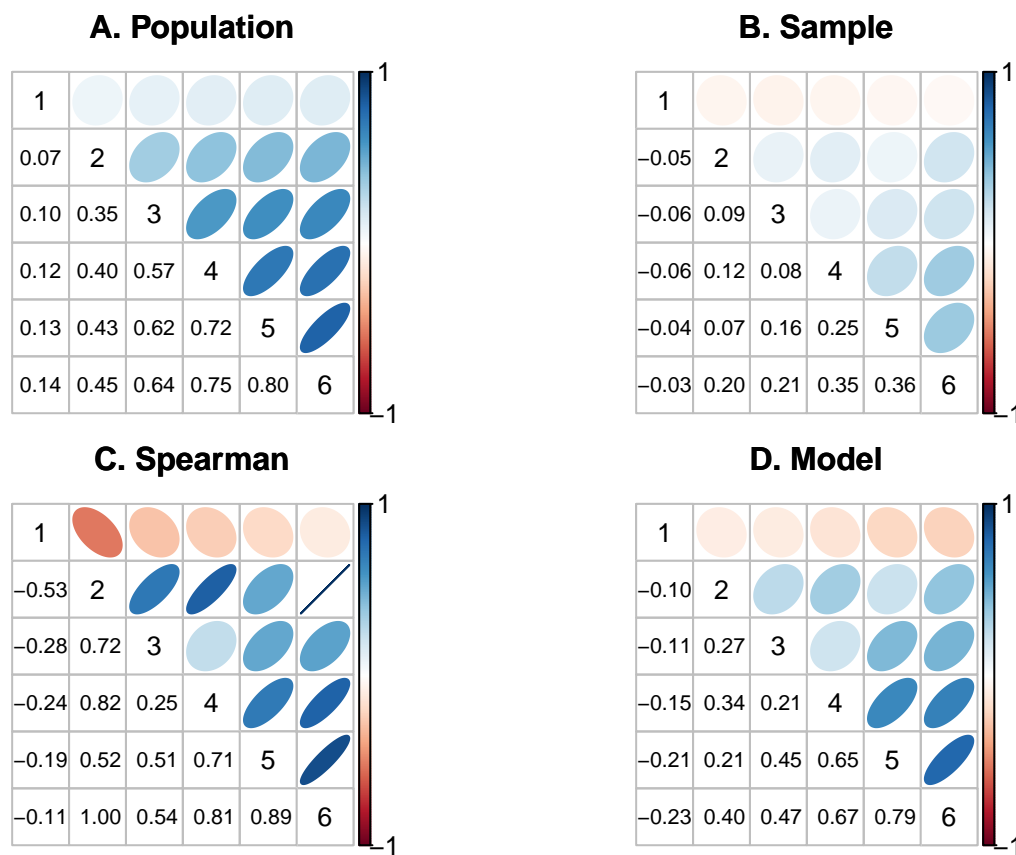 A. Population
1
1
0.07 2
0.10 0.35 3
0.12 0.40 0.57 4
0.13 0.43 0.62 0.72 5
0.14 0.45 0.64 0.75 0.80 6
−1
B. Sample
1
1
−0.05 2
−0.06 0.09 3
−0.06 0.12 0.08 4
−0.04 0.07 0.16 0.25 5
−0.03 0.20 0.21 0.35 0.36 6
−1
C. Spearman
1
1
−0.53 2
−0.28 0.72 3
−0.24 0.82 0.25 4
−0.19 0.52 0.51 0.71 5
−0.11 1.00 0.54 0.81 0.89 6
−1
D. Model
1
1
−0.10 2
−0.11 0.27 3
−0.15 0.34 0.21 4
−0.21 0.21 0.45 0.65 5
−0.23 0.40 0.47 0.67 0.79 6
−1